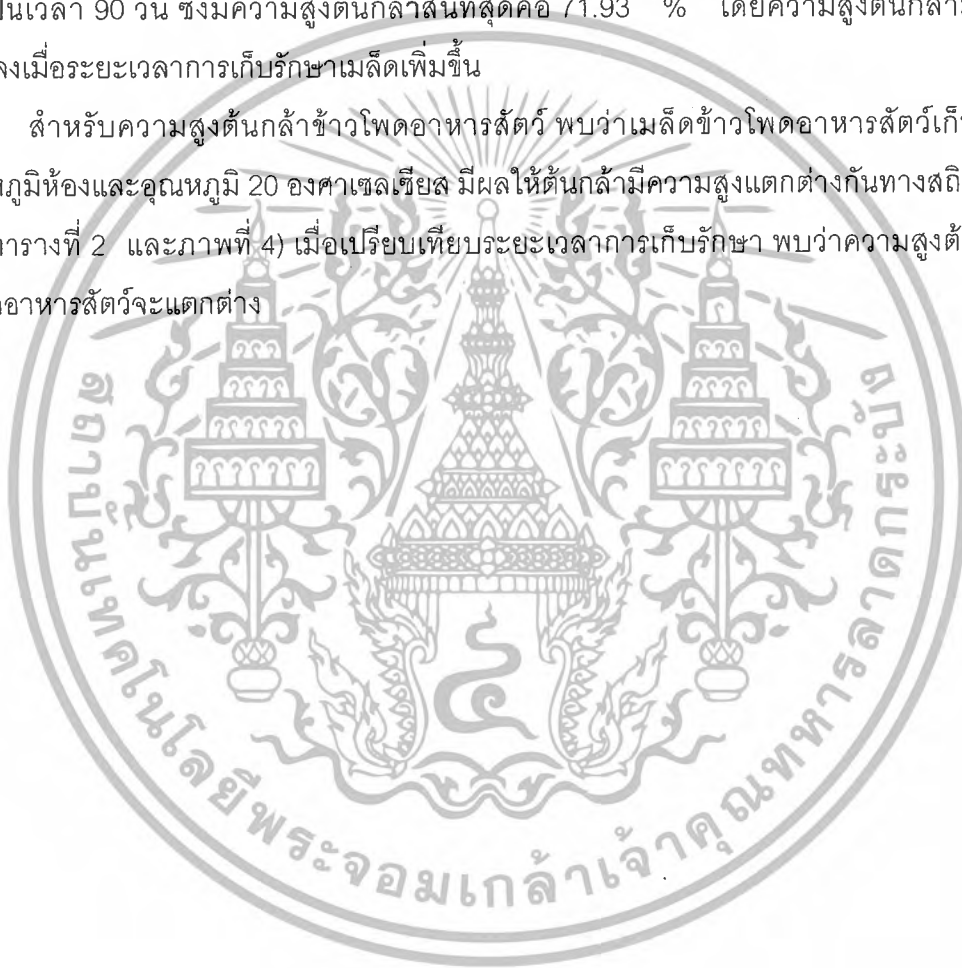 ป็นเวลา 90 วัน ซึ่งมีความสูงต้นกล้าสั้นที่สุดคือ 71.93 % โดยความสูงต้นกล้า
ลงเมื่อระยะเวลาการเก็บรักษาเมล็ดเพิ่มขึ้น
สำหรับความสูงต้นกล้าข้าวโพดอาหารสัตว์ พบว่าเมล็ดข้าวโพดอาหารสัตว์เก็
หภูมิห้องและอุณหภูมิ 20 องศาเซลเซียส มีผลให้ต้นกล้ามีความสูงแตกต่างกันทางสถิ
ารางที่ 2 และภาพที่ 4) เมื่อเปรียบเทียบระยะเวลาการเก็บรักษา พบว่าความสูงต้
อาหารสัตว์จะแตกต่าง
สถาบันเทคโนโลยีพระจอมเกล้าเจ้าคุณทหารลาดกระบัง